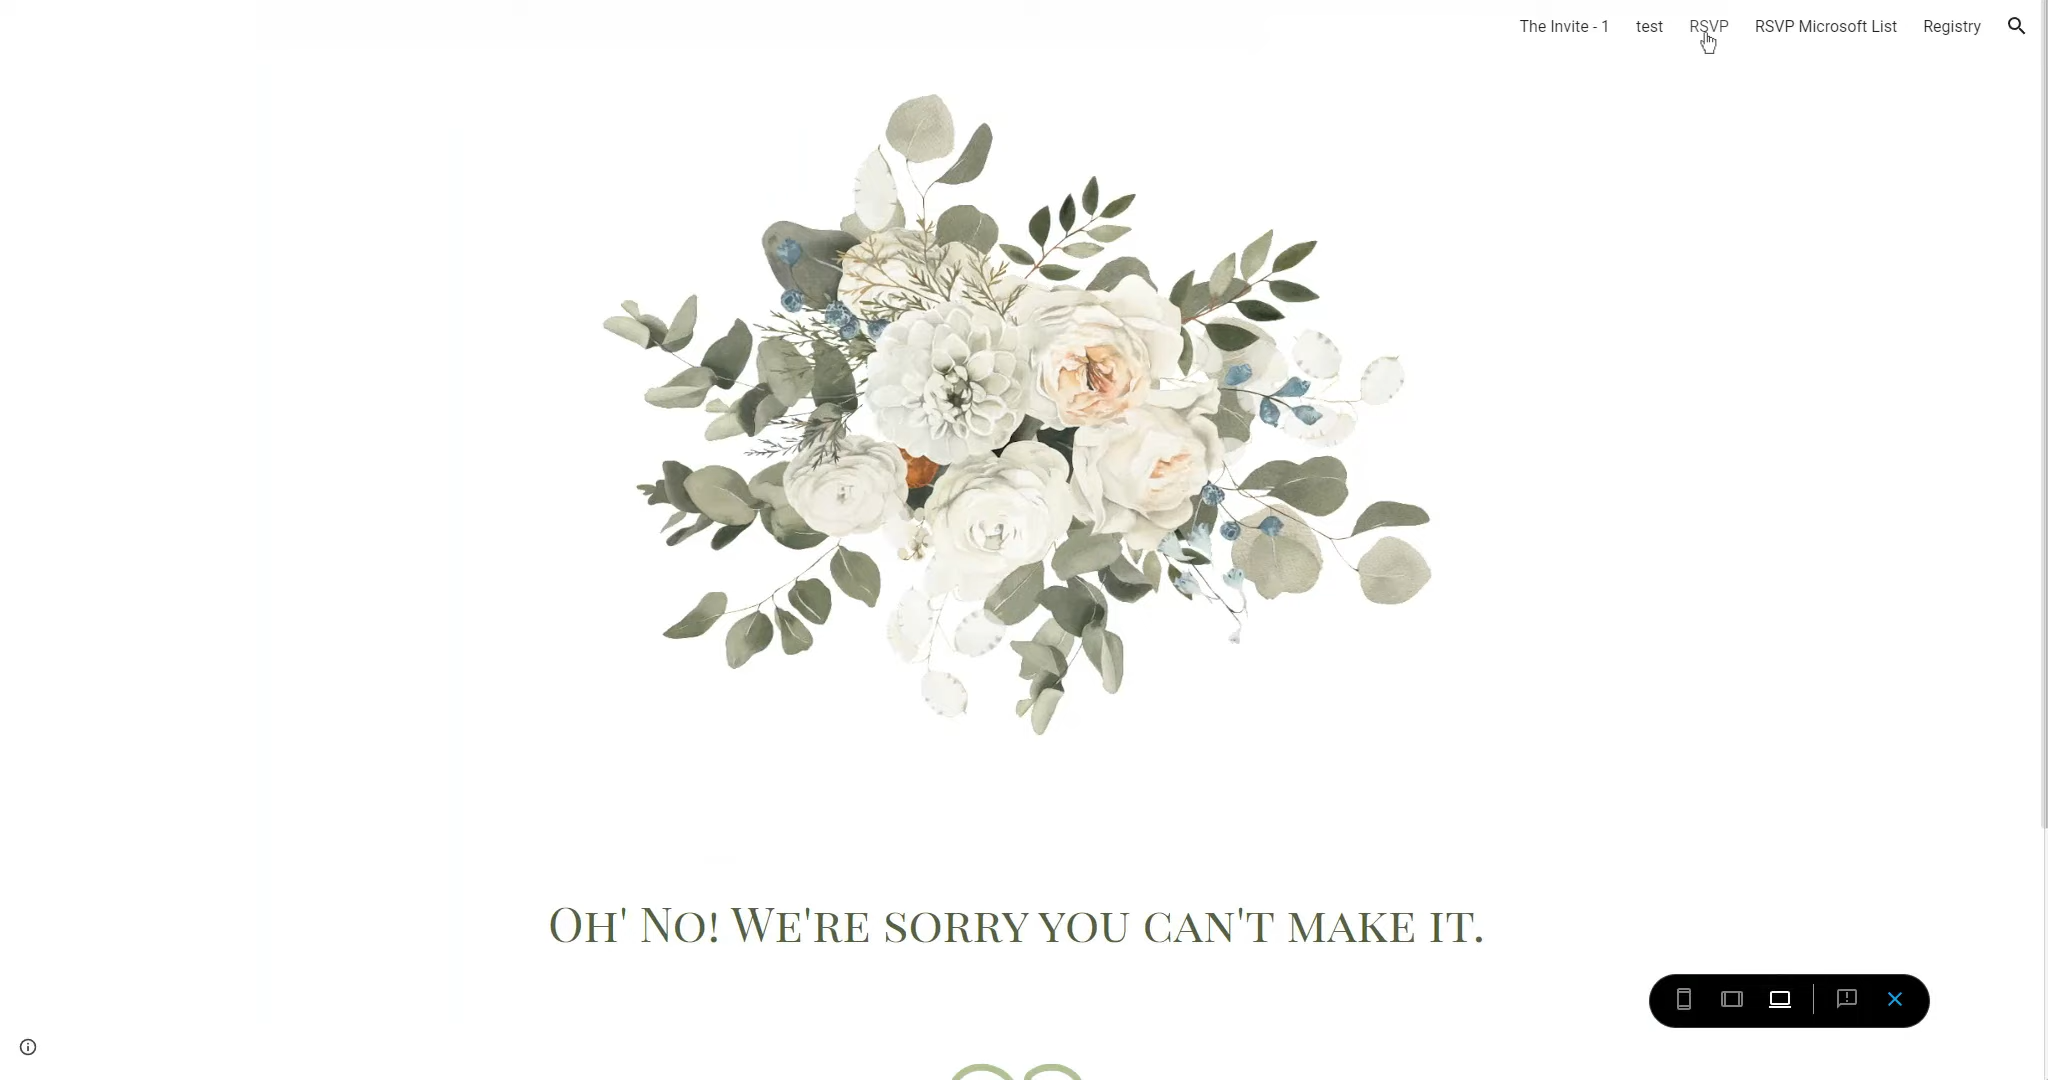 The Invite - 1 test RSVP RSVP Microsoft List Registry
Oh' No! We're sorry you can't make it.